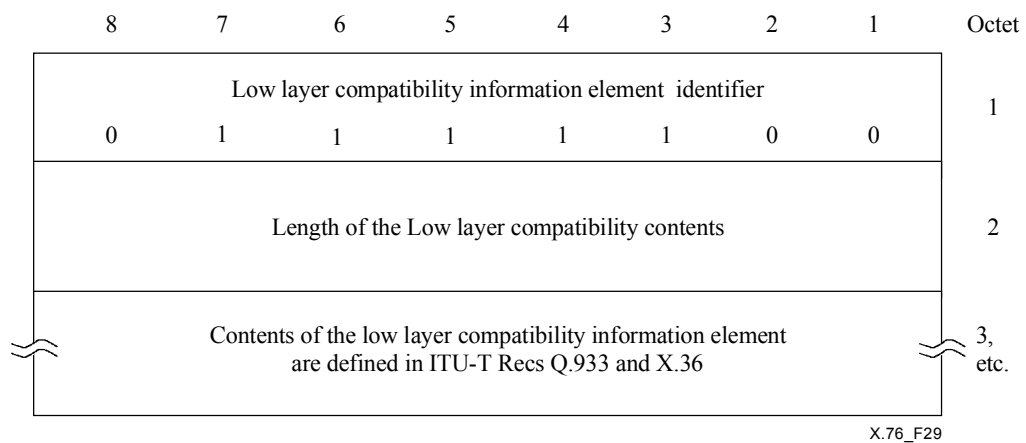 8 7 6 5 4 3 2 1 Octet
Low layer compatibility information element identifier
1
0 1 1 1 1 1 0 0
Length of the Low layer compatibility contents 2
Contents of the low layer compatibility information element 3,
are defined in ITU-T Recs Q.933 and X.36 etc.
X.76_F29